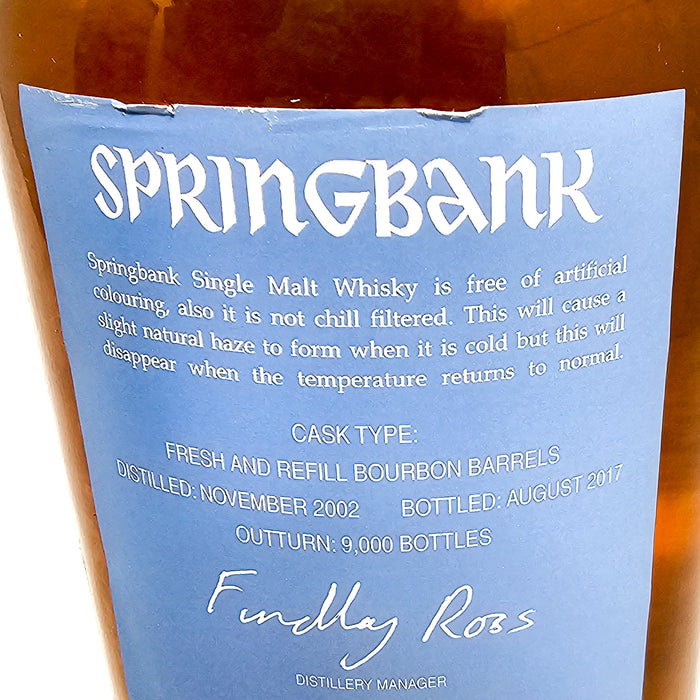 SPRINGBANK
Springbank Single Malt Whisky is free of artificial
colouring, also it is not chill filtered. This will cause a
slight natural haze to form when it is cold but this will
disappear when the temperature returns to normal.
CASK TYPE:
FRESH AND REFILL BOURBON BARRELS
DISTILLED: NOVEMBER 2002 BOTTLED: AUGUST 2017
OUTTURN: 9,000 BOTTLES
Findlay Ross
DISTILLERY MANAGER